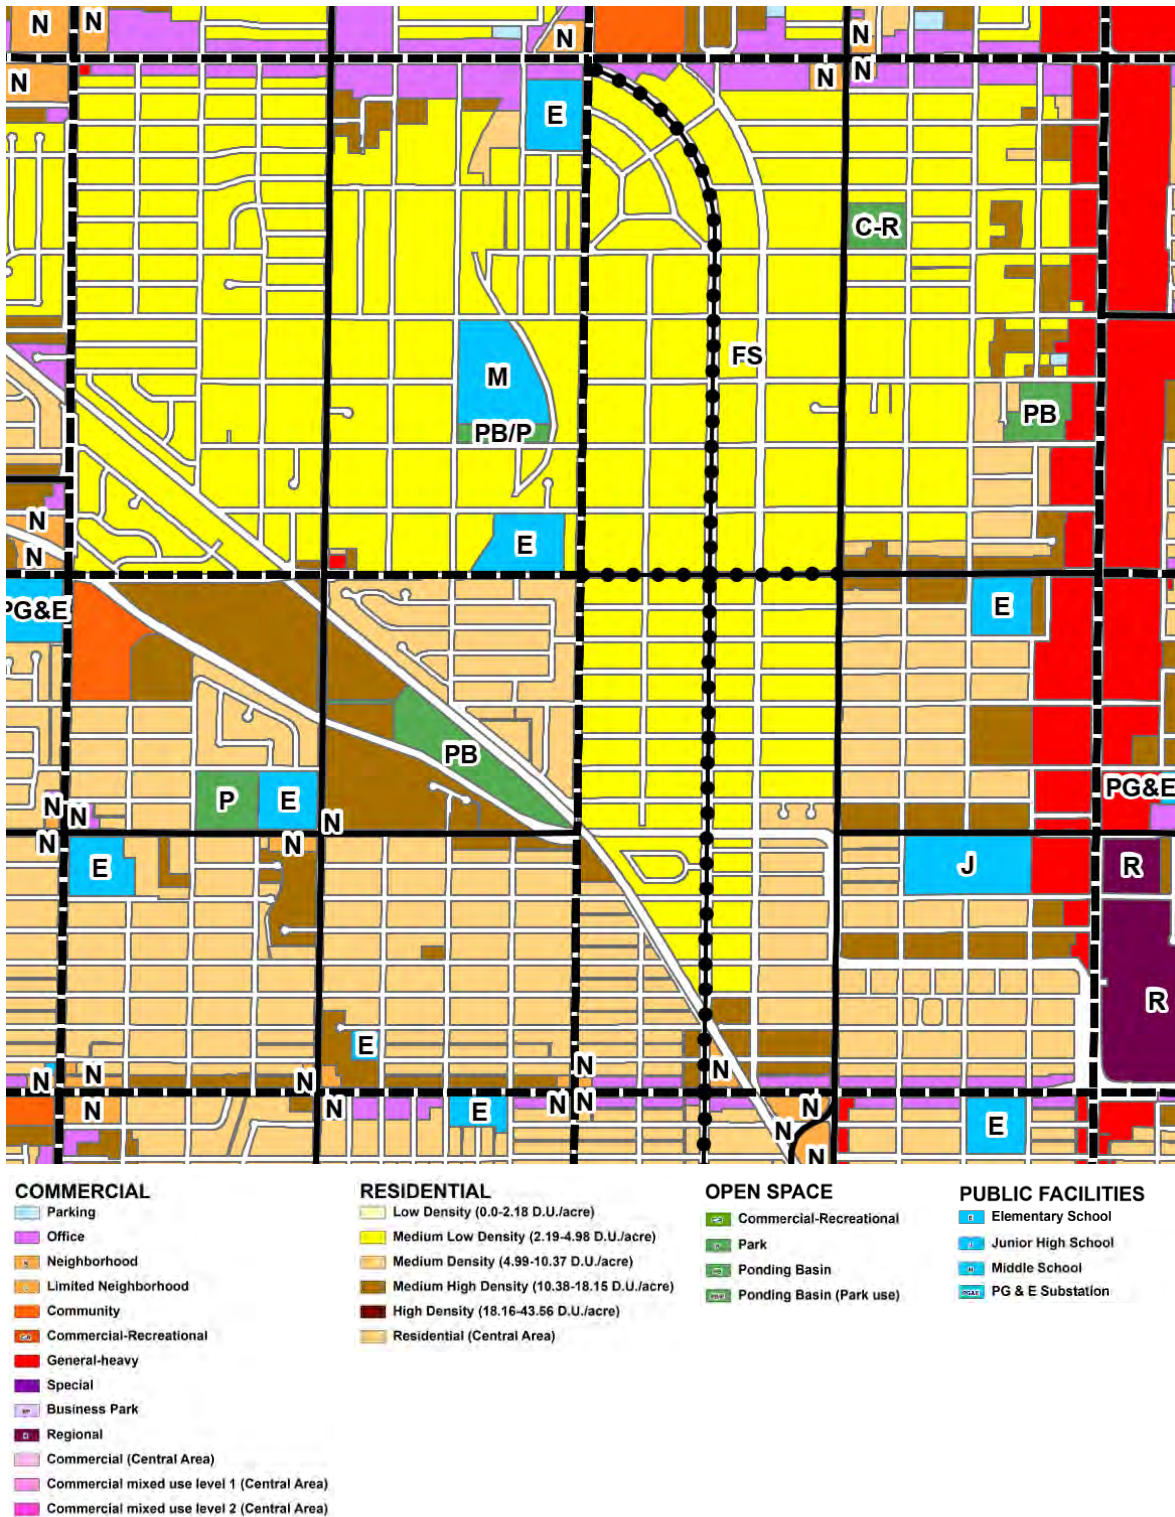 N
N
N
N
N
N
N
E
C-R
FS
M
PB
PB/P
N
E
N
PG&E
E
PB
PG&E
P
E
N
N
N
N
N
E
J
R
R
E
N
N
N
N
N
N
N
N
N
N
N
E
E
N
N
COMMERCIAL
Parking
Office
Neighborhood
Limited Neighborhood
Community
Commercial-Recreational
General-heavy
Special
Business Park
Regional
Commercial (Central Area)
Commercial mixed use level 1 (Central Area)
Commercial mixed use level 2 (Central Area)
RESIDENTIAL
Low Density (0.0-2.18 D.U./acre)
Medium Low Density (2.19-4.98 D.U./acre)
Medium Density (4.99-10.37 D.U./acre)
Medium High Density (10.38-18.15 D.U./acre)
High Density (18.16-43.56 D.U./acre)
Residential (Central Area)
OPEN SPACE
Commercial-Recreational
Park
Ponding Basin
Ponding Basin (Park use)
PUBLIC FACILITIES
Elementary School
Junior High School
Middle School
PG & E Substation